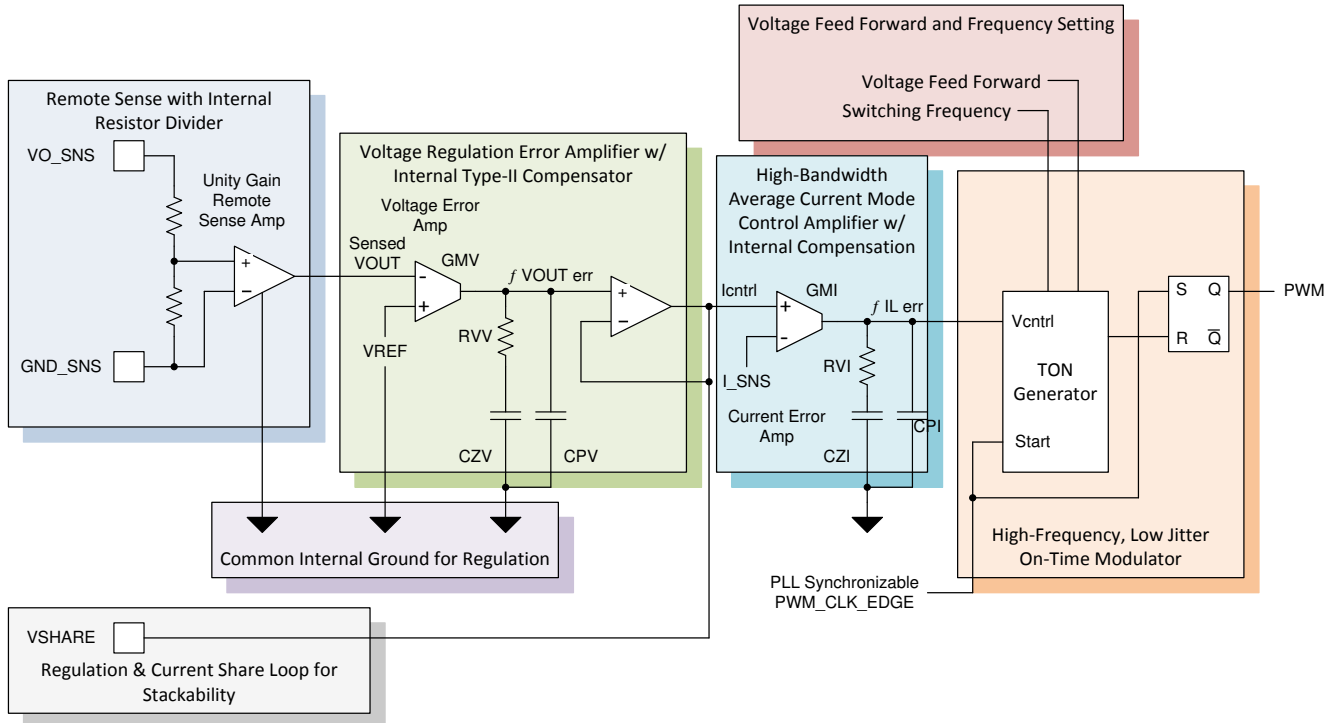 Voltage Feed Forward and Frequency Setting
Voltage Feed Forward
Switching Frequency
Remote Sense with Internal
Resistor Divider
VO_SNS
Unity Gain
Remote
Sense Amp
+
−
GND_SNS
Voltage Regulation Error Amplifier w/
Internal Type-II Compensator
Voltage Error
Amp
Sensed
VOUT
GMV
-
+
VREF
ƒ VOUT err
RVV
CZV
CPV
+
−
High-Bandwidth
Average Current Mode
Control Amplifier w/
Internal Compensation
Icntrl
GMI
+
-
I_SNS
ƒ IL err
RVI
Current Error
Amp
CZI
CPI
Vcntrl
TON
Generator
Start
S Q
R Q̅
PWM
High-Frequency, Low Jitter
On-Time Modulator
Common Internal Ground for Regulation
PLL Synchronizable
PWM_CLK_EDGE
VSHARE
Regulation & Current Share Loop for
Stackability